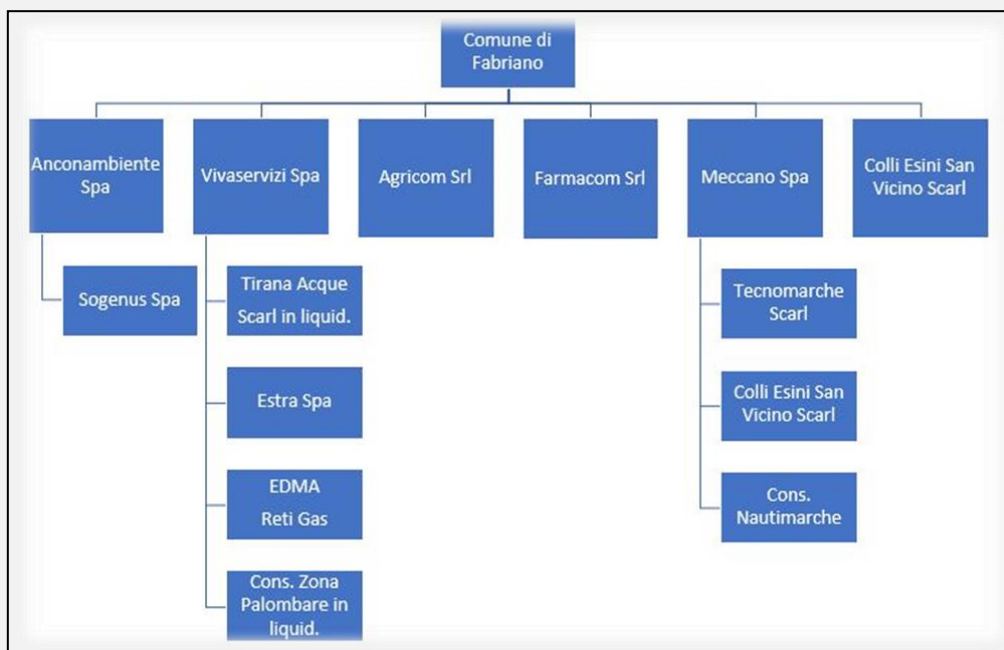 Comune di
Fabriano
Anconambiente
Spa
Vivaservizi Spa
Agricom Srl
Farmacom Srl
Meccano Spa
Colli Esini San
Vicino Scarl
Sogenus Spa
Tirana Acque
Scarl in liquid.
Estra Spa
EDMA
Reti Gas
Cons. Zona
Palombare in
liquid.
Tecnomarche
Scarl
Colli Esini San
Vicino Scarl
Cons.
Nautimarche